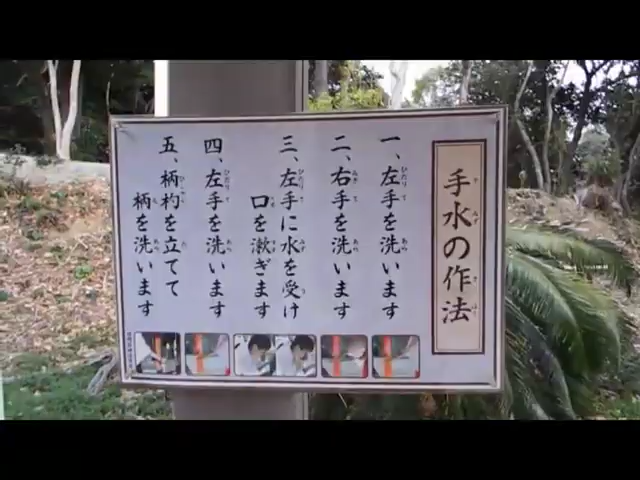 手水の作法
一、左手を洗います
二、右手を洗います
三、左手に水を受け
口を漱ぎます
四、左手を洗います
五、柄杓を立てて
柄を洗います